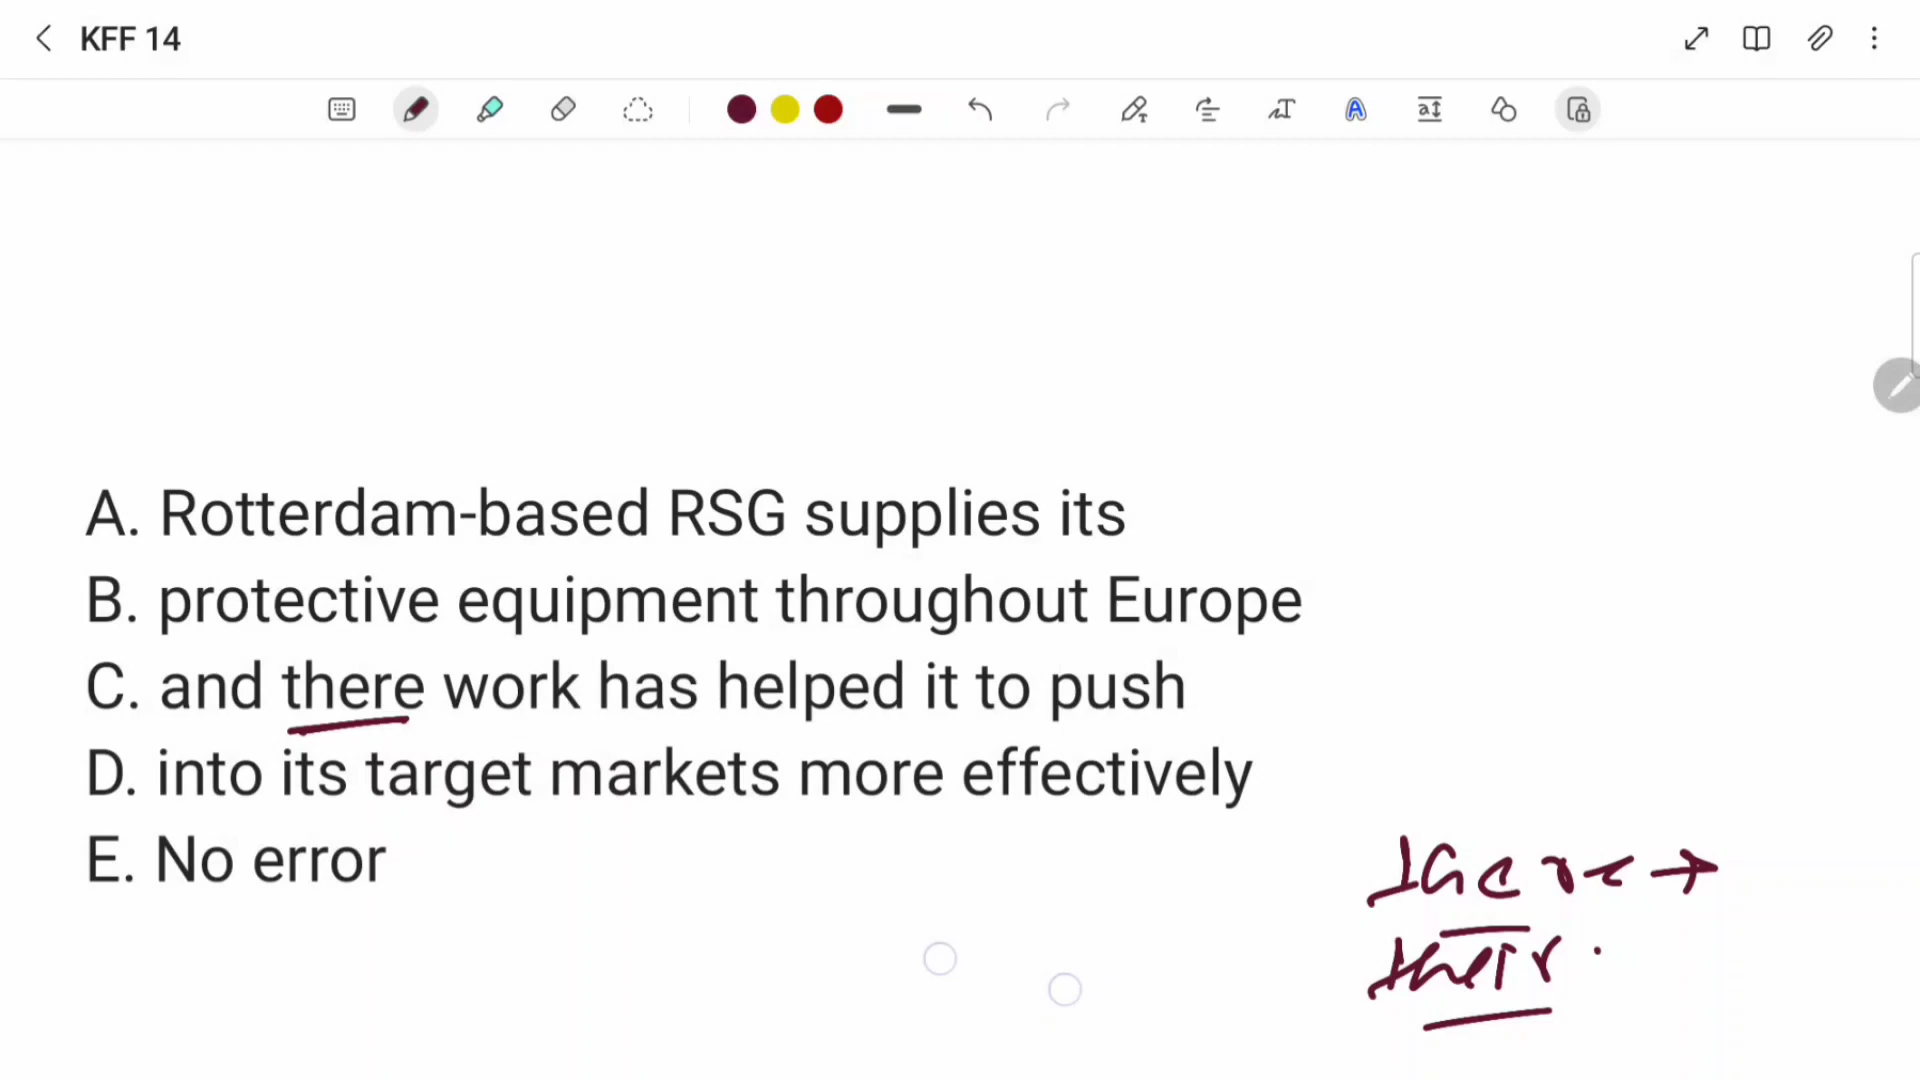 KFF 14
A. Rotterdam-based RSG supplies its
B. protective equipment throughout Europe
C. and there work has helped it to push
D. into its target markets more effectively
E. No error
there →
their